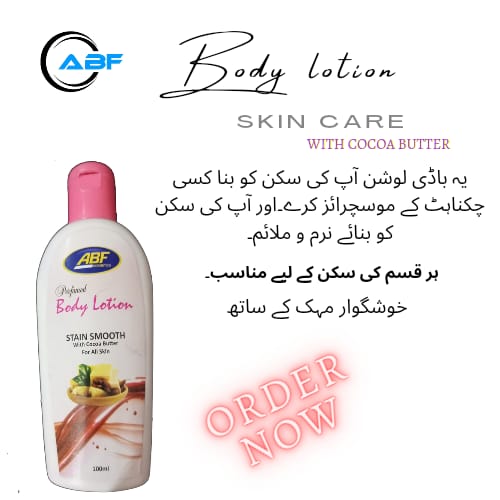 ABF
Body lotion
SKIN CARE
WITH COCOA BUTTER
یہ باڈی لوشن آپ کی سکن کو بنا کسی
چکناہٹ کے موسچرائز کرے۔اور آپ کی سکن
کو بنائے نرم و ملائم۔
ہر قسم کی سکن کے لیے مناسب۔
خوشگوار مہک کے ساتھ
ABF
COSMETICS
Perfumed
Body Lotion
STAIN SMOOTH
With Cocoa Butter
For All Skin
100ml
ORDER
NOW